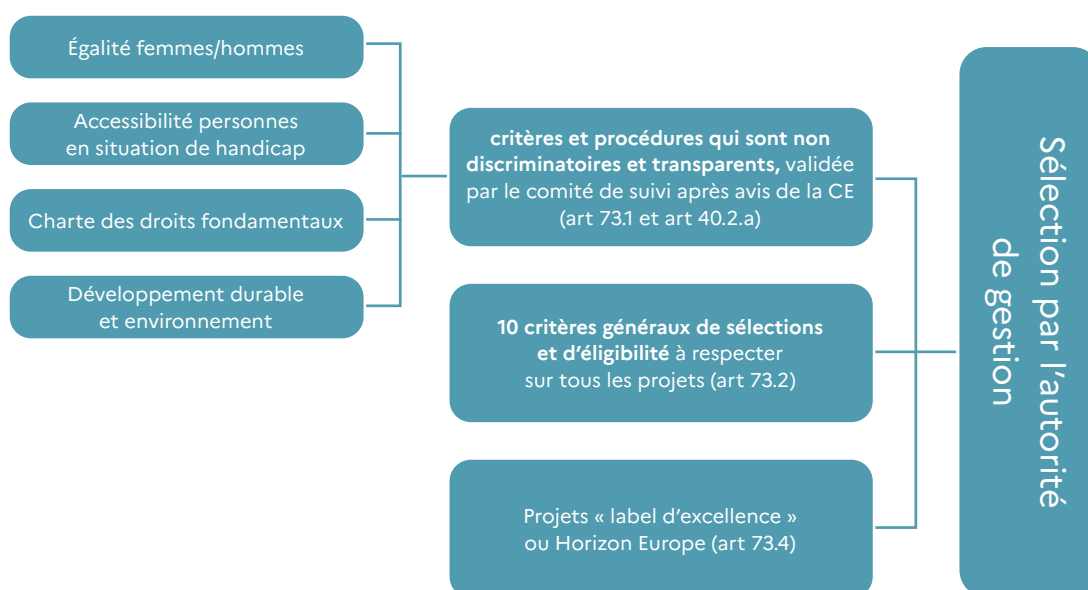 Égalité femmes/hommes
Accessibilité personnes
en situation de handicap
Charte des droits fondamentaux
Développement durable
et environnement
critères et procédures qui sont non
discriminatoires et transparents, validée
par le comité de suivi après avis de la CE
(art 73.1 et art 40.2.a)
10 critères généraux de sélections
et d'éligibilité à respecter
sur tous les projets (art 73.2)
Projets « label d'excellence »
ou Horizon Europe (art 73.4)
Sélection par l'autorité
de gestion